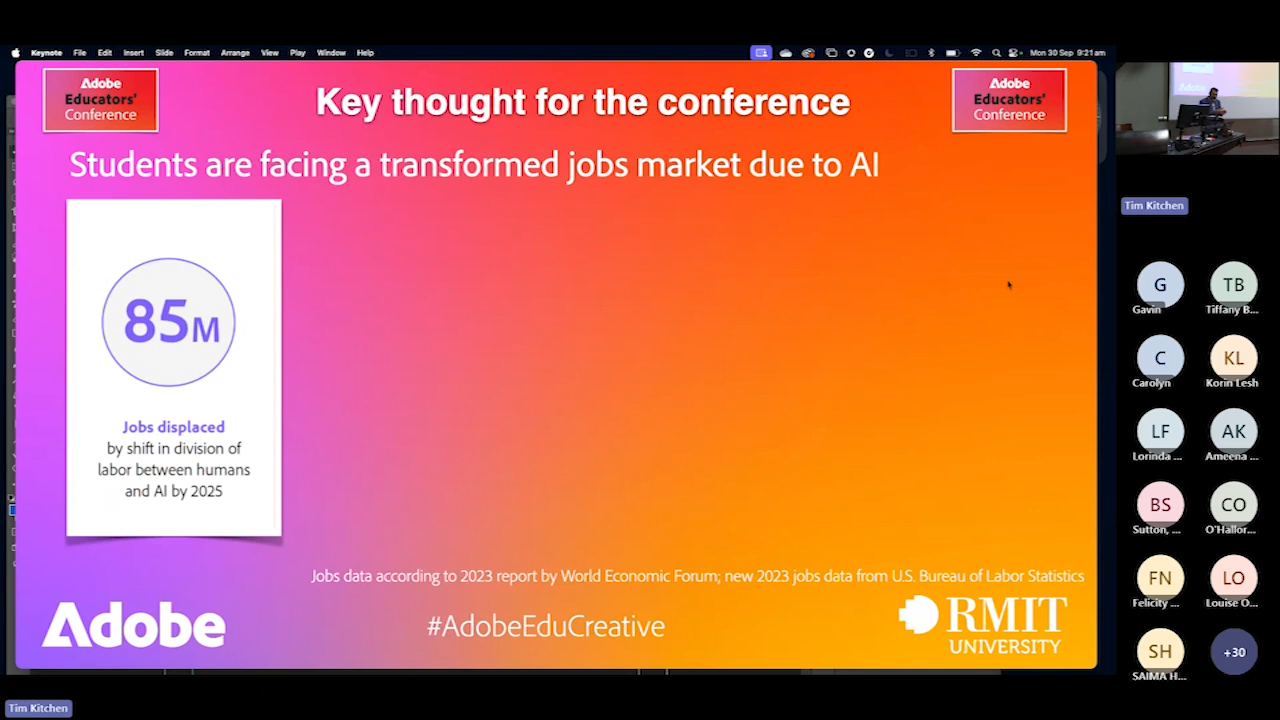 Keynote File Edit Insert Slide Format Arrange View Play Window Help
Mon 30 Sep 9:21am
Adobe
Educators'
Conference
Key thought for the conference
Adobe
Educators'
Conference
Students are facing a transformed jobs market due to AI
85M
Jobs displaced
by shift in division of
labor between humans
and AI by 2025
Jobs data according to 2023 report by World Economic Forum; new 2023 jobs data from U.S. Bureau of Labor Statistics
Adobe
#AdobeEduCreative
RMIT
UNIVERSITY
Tim Kitchen
Tim Kitchen
G
Gavin
TB
Tiffany B...
C
Carolyn
KL
Korin Lesh
LF
Lorinda ...
AK
Ameena ...
BS
Sutton, ...
CO
O'Hallor...
FN
Felicity ...
LO
Louise O...
SH
SAIMA H...
+30